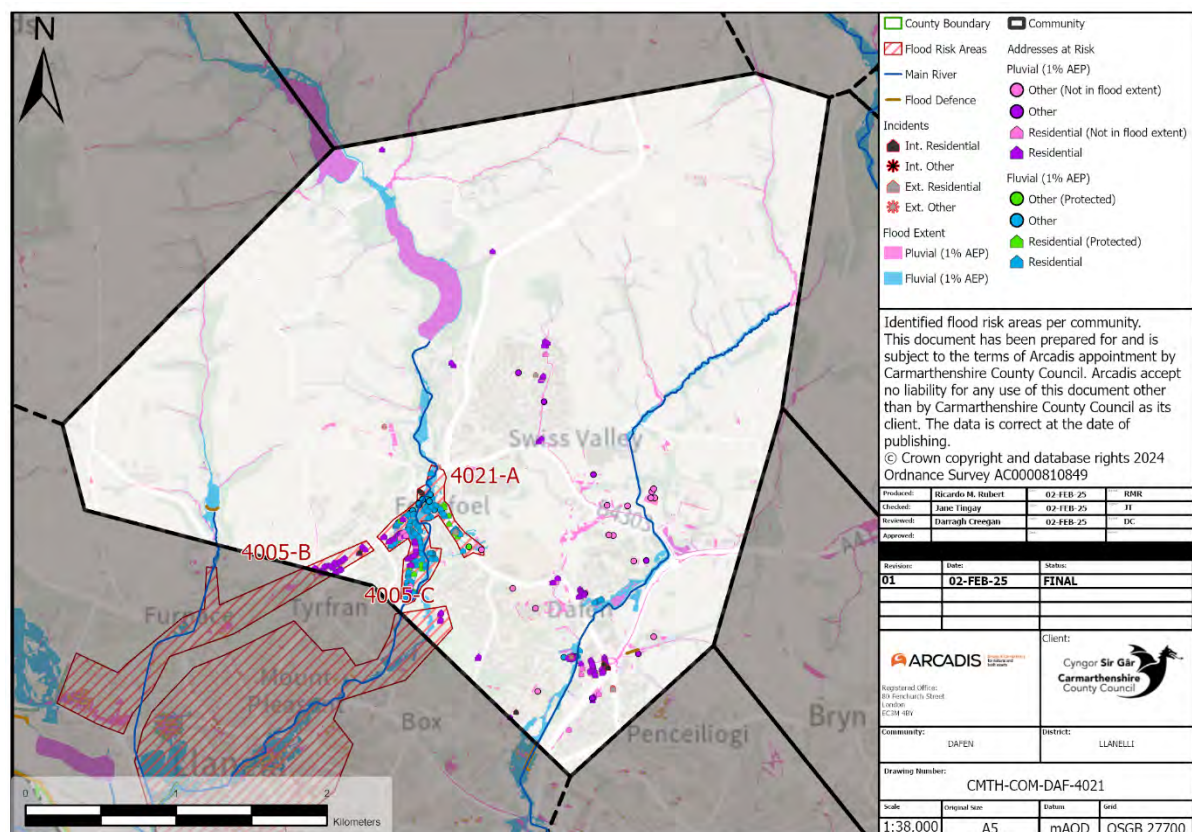 N
4021-A
Swiss Valley
B4303
4005-B
4005-C
Furnace
Tyrfran
Dafen
Mount
Box
Penceiliogi
Bryn
0 1 2
Kilometers
County Boundary
Community
Flood Risk Areas
Main River
Flood Defence
Incidents
Int. Residential
Int. Other
Ext. Residential
Ext. Other
Flood Extent
Pluvial (1% AEP)
Fluvial (1% AEP)
Addresses at Risk
Pluvial (1% AEP)
Other (Not in flood extent)
Other
Residential (Not in flood extent)
Residential
Fluvial (1% AEP)
Other (Protected)
Other
Residential (Protected)
Residential
Identified flood risk areas per community.
This document has been prepared for and is
subject to the terms of Arcadis appointment by
Carmarthenshire County Council. Arcadis accept
no liability for any use of this document other
than by Carmarthenshire County Council as its
client. The data is correct at the date of
publishing.
© Crown copyright and database rights 2024
Ordnance Survey AC0000810849
Produced: Ricardo M. Rubert 02-FEB-25 RMR
Checked: Jane Tingay 02-FEB-25 JT
Reviewed: Darragh Creegan 02-FEB-25 DC
Approved:
Revision: Date: Status:
01 02-FEB-25 FINAL
ARCADIS
Registered Office:
80 Fenchurch Street
London
EC3M 4BY
Client:
Cyngor Sir Gâr
Carmarthenshire
County Council
Community:
DAFEN
District:
LLANELLI
Drawing Number:
CMTH-COM-DAF-4021
Scale Original Size Datum Grid
1:38,000 A5 mAOD OSGB 27700